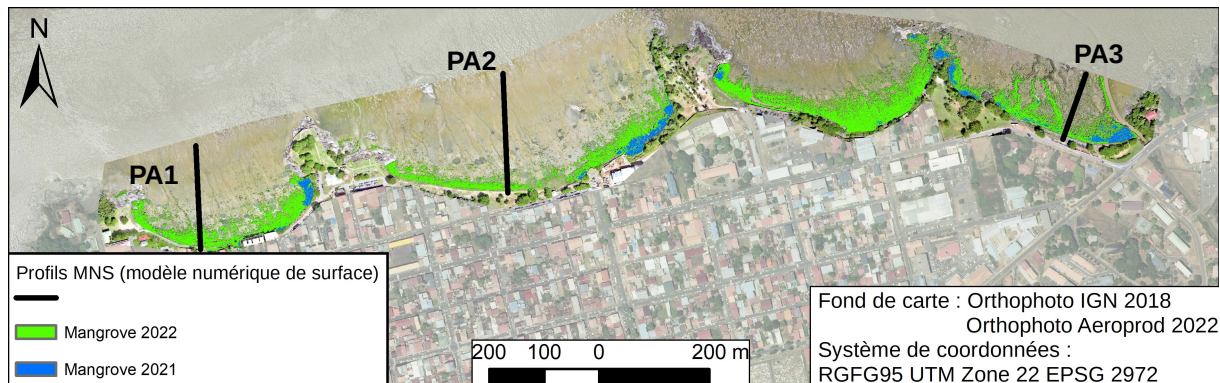 N
PA1
PA2
PA3
Profils MNS (modèle numérique de surface)
Mangrove 2022
Mangrove 2021
200 100 0 200 m
Fond de carte : Orthophoto IGN 2018
Orthophoto Aeroprod 2022
Système de coordonnées :
RGFG95 UTM Zone 22 EPSG 2972